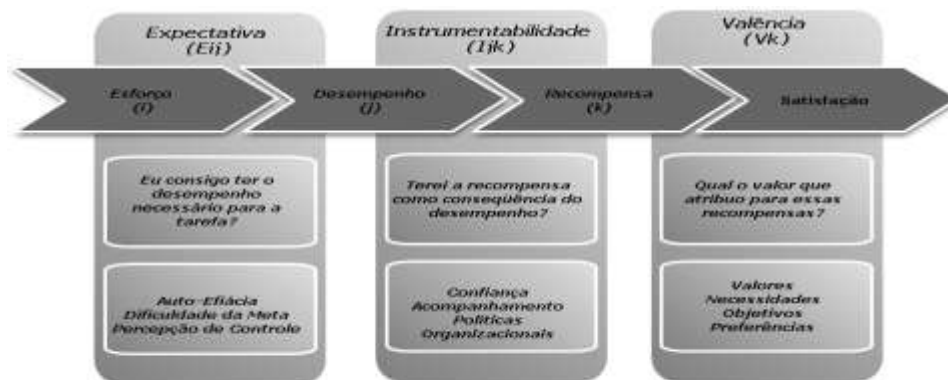 Expectativa
(Eij)
Instrumentabilidade
(Ijk)
Valência
(Vk)
Esforço
(i)
Desempenho
(j)
Recompensa
(k)
Satisfação
Eu consigo ter o
desempenho
necessário para a
tarefa?
Terei a recompensa
como conseqüência do
desempenho?
Qual o valor que
atribuo para essas
recompensas?
Auto-Efiácia
Dificuldade da Meta
Percepção de Controle
Confiança
Acompanhamento
Políticas
Organizacionais
Valores
Necessidades
Objetivos
Preferências